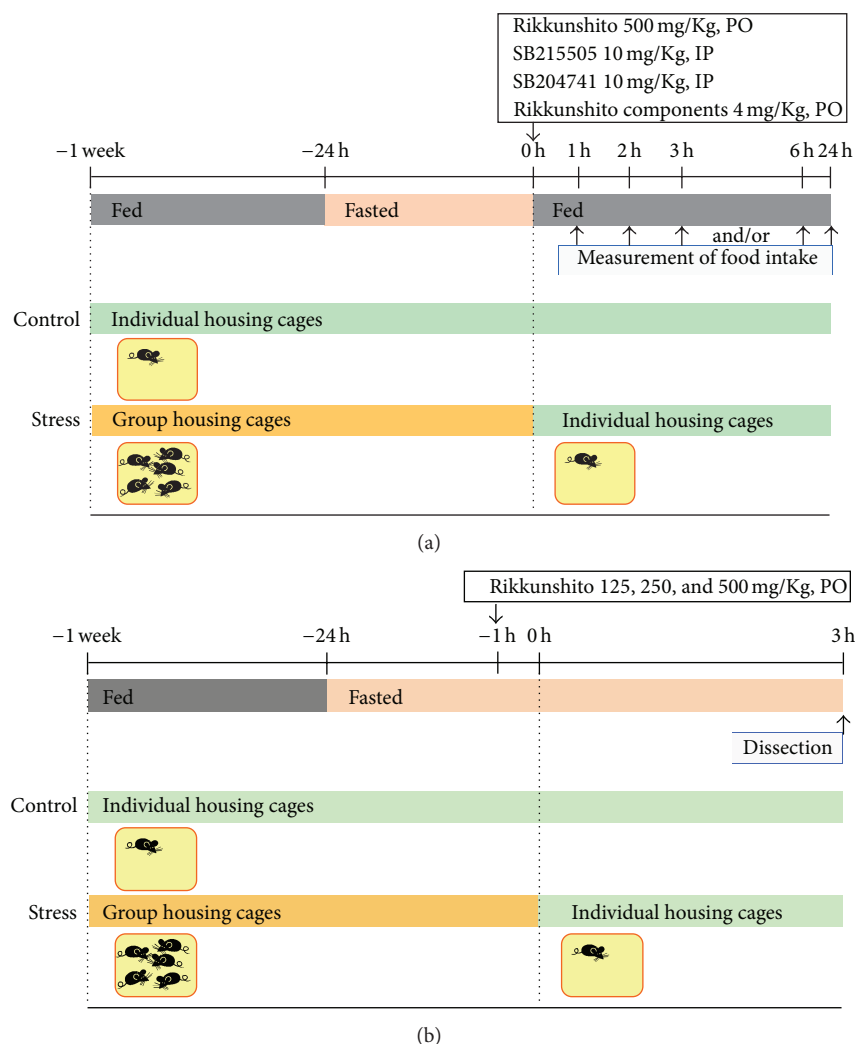 Rikkunshito 500 mg/Kg, PO
SB215505 10 mg/Kg, IP
SB204741 10 mg/Kg, IP
Rikkunshito components 4 mg/Kg, PO
−1 week −24 h 0 h 1 h 2 h 3 h 6 h 24 h
Fed Fasted Fed
and/or
Measurement of food intake
Control Individual housing cages
Stress Group housing cages Individual housing cages
(a)
Rikkunshito 125, 250, and 500 mg/Kg, PO
−1 week −24 h −1 h 0 h 3 h
Fed Fasted
Dissection
Control Individual housing cages
Stress Group housing cages Individual housing cages
(b)